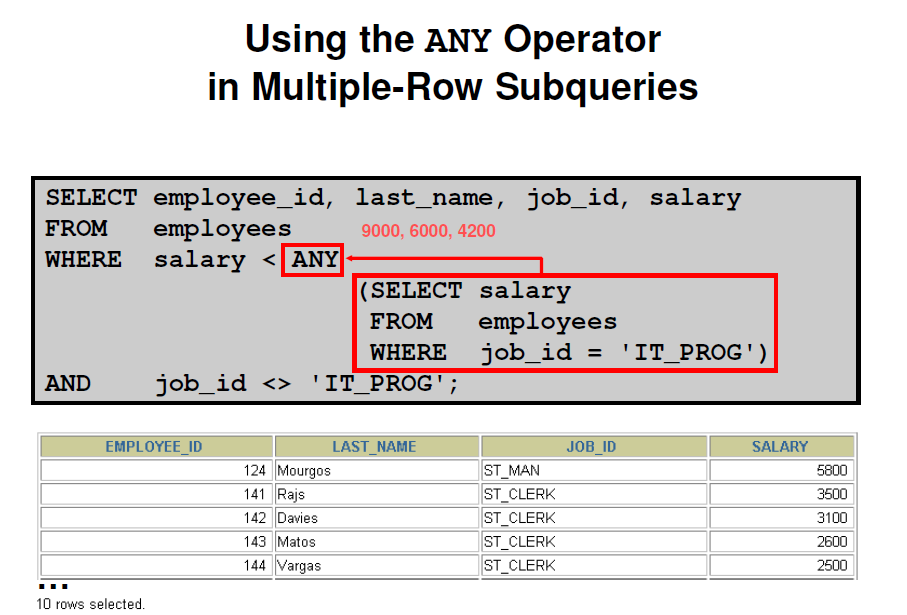 Using the ANY Operator
in Multiple-Row Subqueries
SELECT employee_id, last_name, job_id, salary
FROM employees 9000, 6000, 4200
WHERE salary < ANY
(SELECT salary
FROM employees
WHERE job_id = 'IT_PROG')
AND job_id <> 'IT_PROG';
EMPLOYEE_ID LAST_NAME JOB_ID SALARY
124 Mourgos ST_MAN 5800
141 Rajs ST_CLERK 3500
142 Davies ST_CLERK 3100
143 Matos ST_CLERK 2600
144 Vargas ST_CLERK 2500
...
10 rows selected.